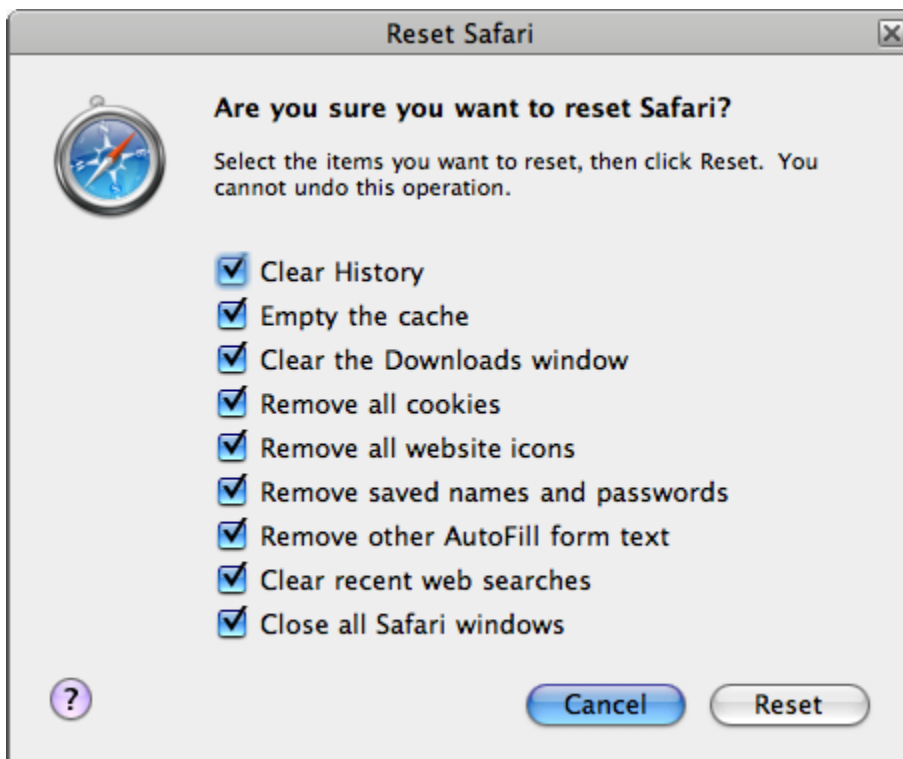 Reset Safari
Are you sure you want to reset Safari?
Select the items you want to reset, then click Reset. You
cannot undo this operation.
Clear History
Empty the cache
Clear the Downloads window
Remove all cookies
Remove all website icons
Remove saved names and passwords
Remove other AutoFill form text
Clear recent web searches
Close all Safari windows
?
Cancel
Reset